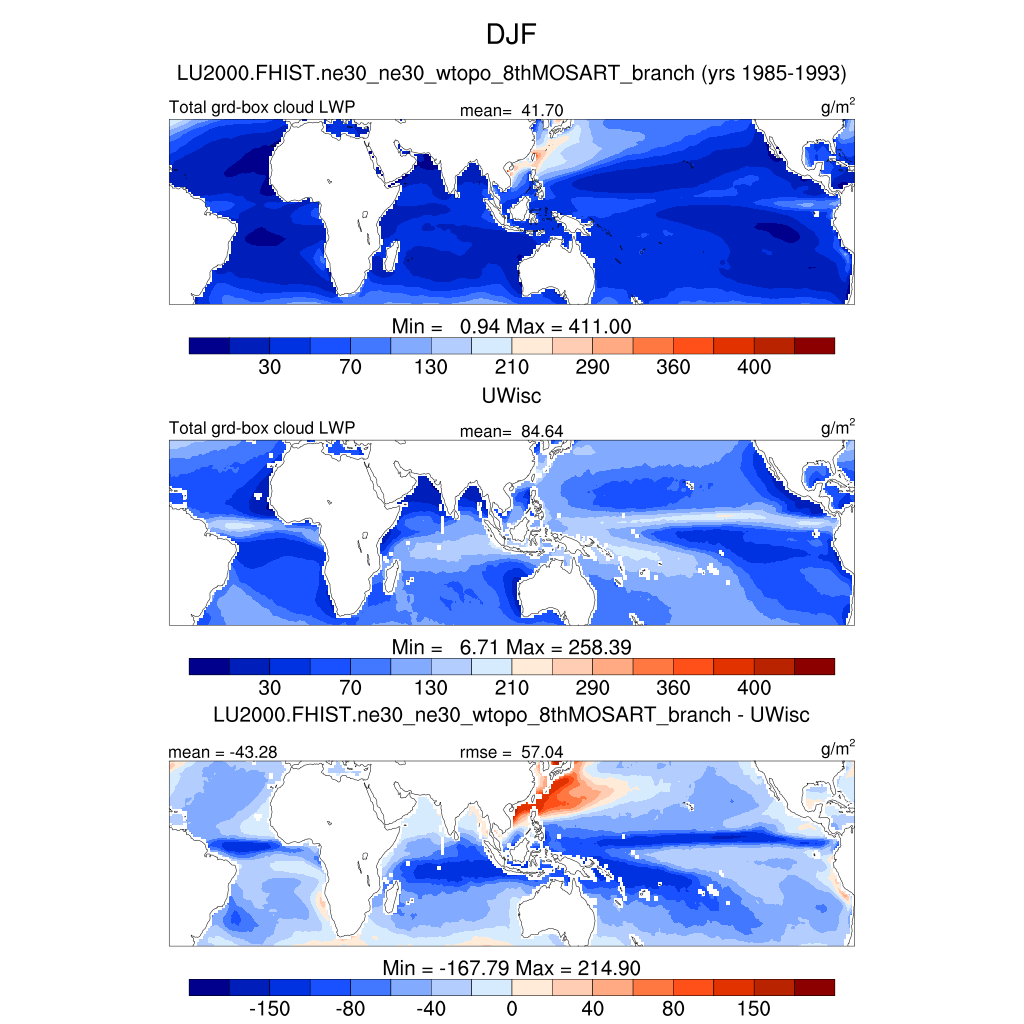 DJF
LU2000.FHIST.ne30_ne30_wtopo_8thMOSART_branch (yrs 1985-1993)
Total grd-box cloud LWP mean= 41.70 g/m²
Min = 0.94 Max = 411.00
30 70 130 210 290 360 400
UWisc
Total grd-box cloud LWP mean= 84.64 g/m²
Min = 6.71 Max = 258.39
30 70 130 210 290 360 400
LU2000.FHIST.ne30_ne30_wtopo_8thMOSART_branch - UWisc
mean = -43.28 rmse = 57.04 g/m²
Min = -167.79 Max = 214.90
-150 -80 -40 0 40 80 150